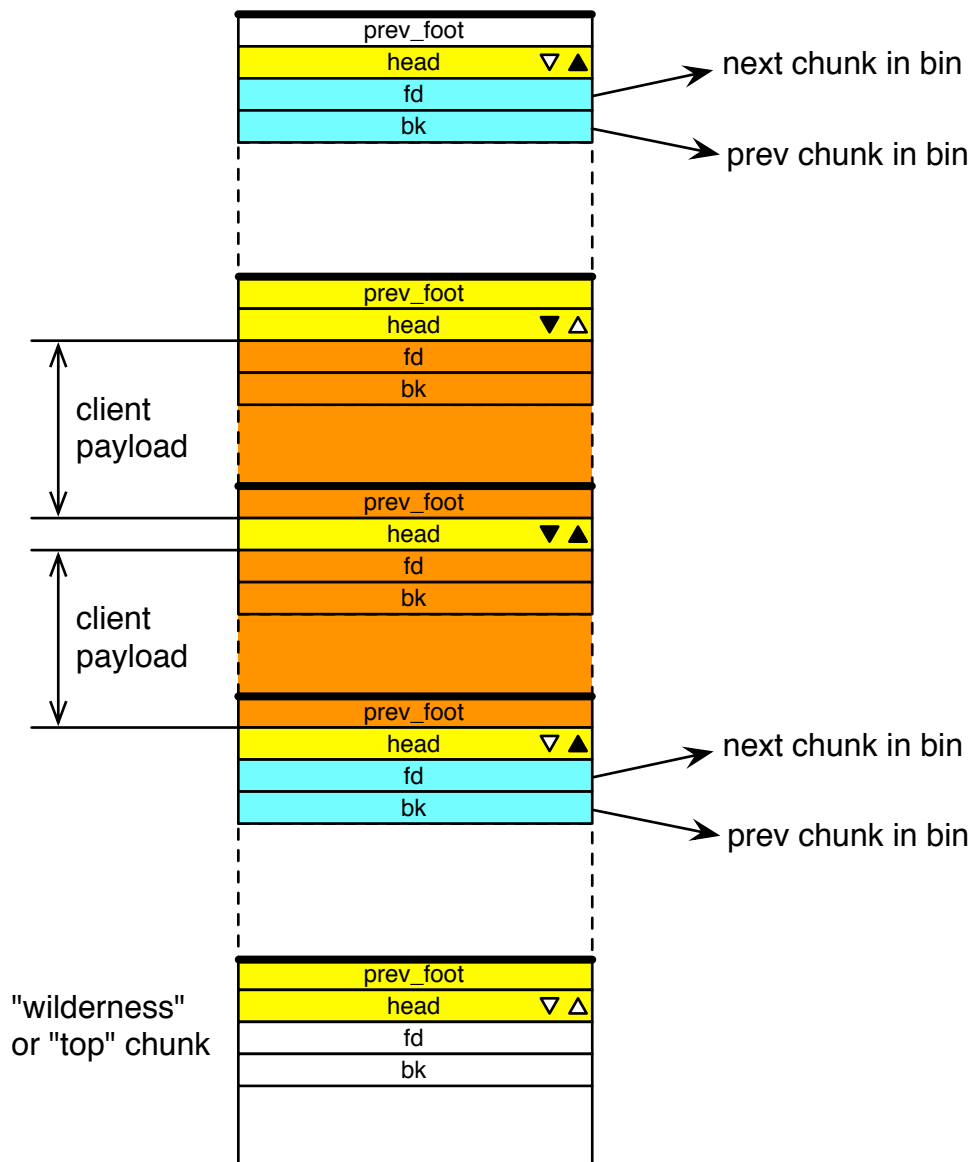 prev_foot
head
next chunk in bin
fd
bk
prev chunk in bin
prev_foot
head
fd
bk
client
payload
prev_foot
head
fd
bk
client
payload
prev_foot
head
next chunk in bin
fd
bk
prev chunk in bin
prev_foot
"wilderness"
or "top" chunk
head
fd
bk